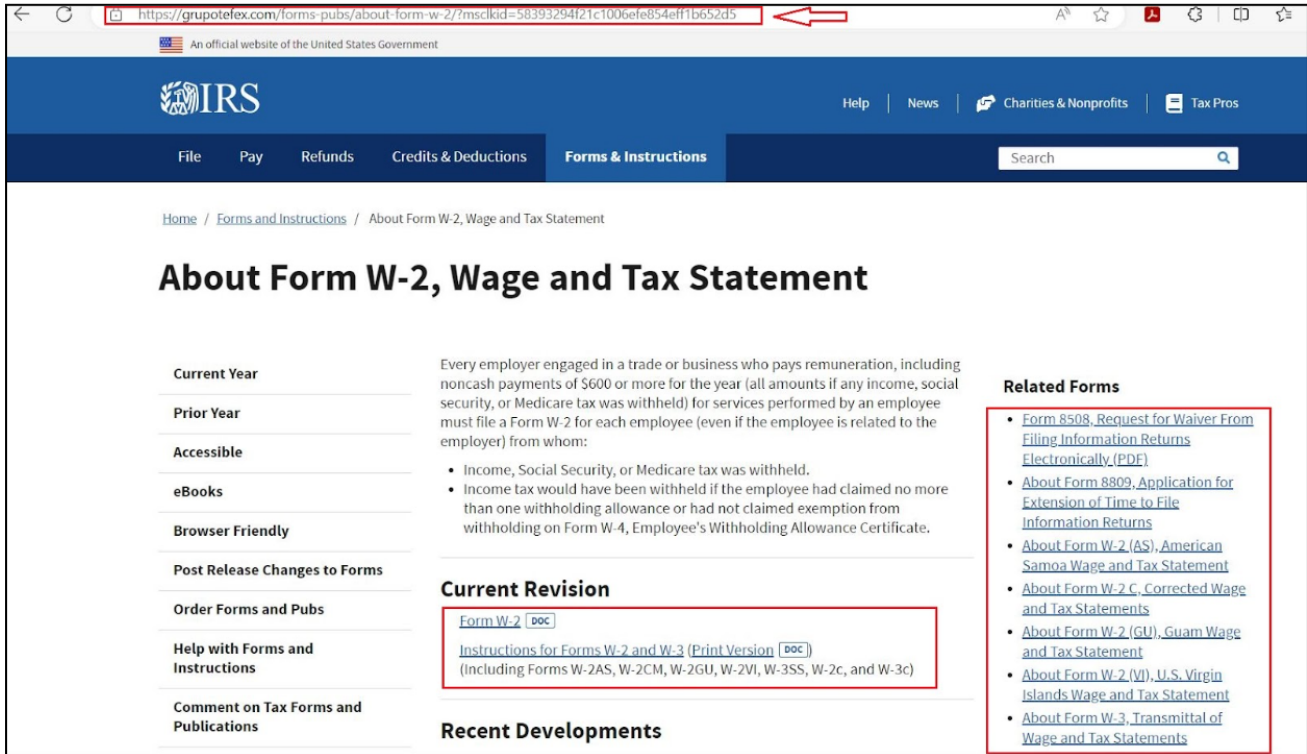 https://grupotefex.com/forms-pubs/about-form-w-2/?msclkid=58393294f21c1006efe854eff1b652d5
An official website of the United States Government
IRS
Help
News
Charities & Nonprofits
Tax Pros
File
Pay
Refunds
Credits & Deductions
Forms & Instructions
Search
Home / Forms and Instructions / About Form W-2, Wage and Tax Statement
About Form W-2, Wage and Tax Statement
Current Year
Prior Year
Accessible
eBooks
Browser Friendly
Post Release Changes to Forms
Order Forms and Pubs
Help with Forms and
Instructions
Comment on Tax Forms and
Publications
Every employer engaged in a trade or business who pays remuneration, including
noncash payments of $600 or more for the year (all amounts if any income, social
security, or Medicare tax was withheld) for services performed by an employee
must file a Form W-2 for each employee (even if the employee is related to the
employer) from whom:
• Income, Social Security, or Medicare tax was withheld.
• Income tax would have been withheld if the employee had claimed no more
than one withholding allowance or had not claimed exemption from
withholding on Form W-4, Employee's Withholding Allowance Certificate.
Current Revision
Form W-2 DOC
Instructions for Forms W-2 and W-3 (Print Version DOC)
(Including Forms W-2AS, W-2CM, W-2GU, W-2VI, W-3SS, W-2c, and W-3c)
Recent Developments
Related Forms
• Form 8508, Request for Waiver From
Filing Information Returns
Electronically (PDF)
• About Form 8809, Application for
Extension of Time to File
Information Returns
• About Form W-2 (AS), American
Samoa Wage and Tax Statement
• About Form W-2 C, Corrected Wage
and Tax Statements
• About Form W-2 (GU), Guam Wage
and Tax Statement
• About Form W-2 (VI), U.S. Virgin
Islands Wage and Tax Statement
• About Form W-3, Transmittal of
Wage and Tax Statements